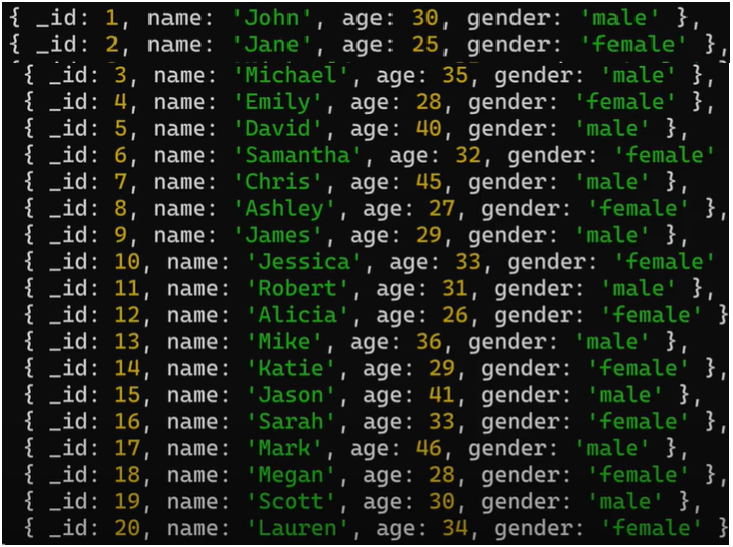 { _id: 1, name: 'John', age: 30, gender: 'male' },
{ _id: 2, name: 'Jane', age: 25, gender: 'female' },
{ _id: 3, name: 'Michael', age: 35, gender: 'male' },
{ _id: 4, name: 'Emily', age: 28, gender: 'female' },
{ _id: 5, name: 'David', age: 40, gender: 'male' },
{ _id: 6, name: 'Samantha', age: 32, gender: 'female'
{ _id: 7, name: 'Chris', age: 45, gender: 'male' },
{ _id: 8, name: 'Ashley', age: 27, gender: 'female' },
{ _id: 9, name: 'James', age: 29, gender: 'male' },
{ _id: 10, name: 'Jessica', age: 33, gender: 'female'
{ _id: 11, name: 'Robert', age: 31, gender: 'male' },
{ _id: 12, name: 'Alicia', age: 26, gender: 'female' }
{ _id: 13, name: 'Mike', age: 36, gender: 'male' },
{ _id: 14, name: 'Katie', age: 29, gender: 'female' },
{ _id: 15, name: 'Jason', age: 41, gender: 'male' },
{ _id: 16, name: 'Sarah', age: 33, gender: 'female' },
{ _id: 17, name: 'Mark', age: 46, gender: 'male' },
{ _id: 18, name: 'Megan', age: 28, gender: 'female' },
{ _id: 19, name: 'Scott', age: 30, gender: 'male' },
{ _id: 20, name: 'Lauren', age: 34, gender: 'female' }